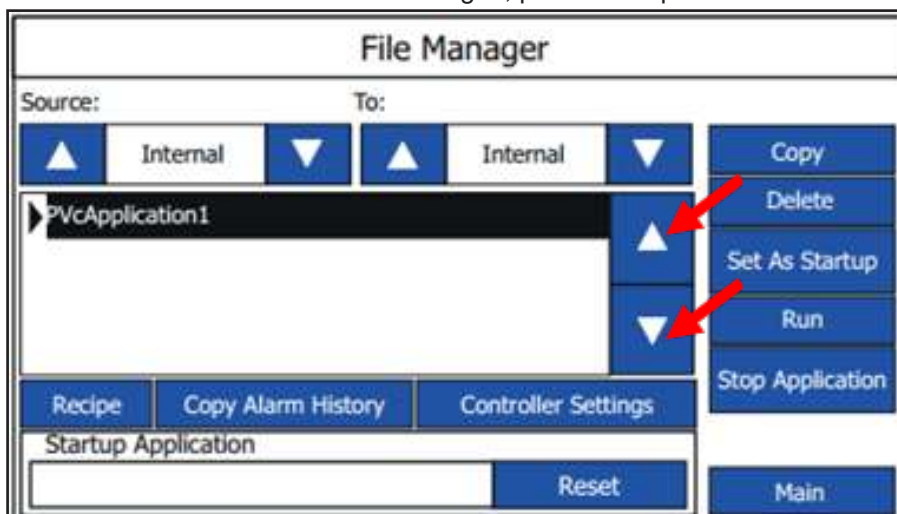 File Manager
Source: To:
Internal Internal Copy
PVcApplication1 Delete
Set As Startup
Run
Stop Application
Recipe Copy Alarm History Controller Settings
Startup Application
Reset Main